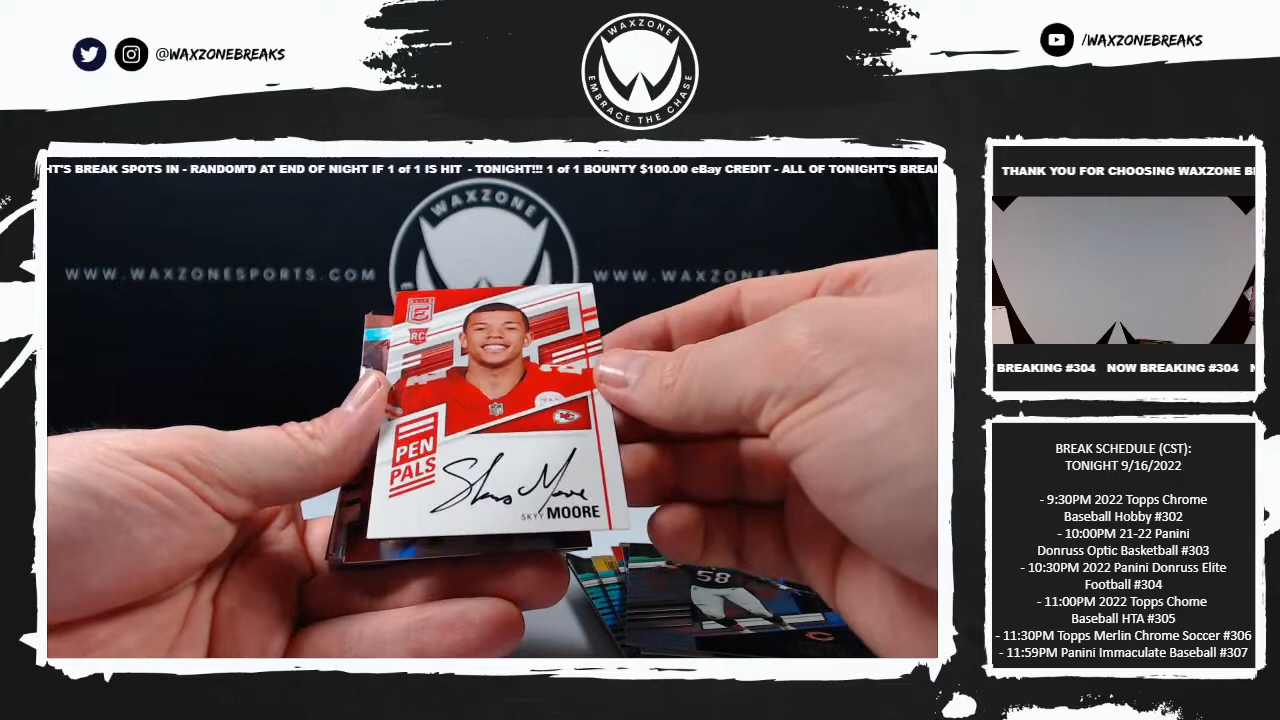 @WAXZONEBREAKS
WAXZONE
EMBRACE THE CHASE
/WAXZONEBREAKS
HT'S BREAK SPOTS IN - RANDOM'D AT END OF NIGHT IF 1 of 1 IS HIT - TONIGHT!!! 1 of 1 BOUNTY $100.00 eBay CREDIT - ALL OF TONIGHT'S BREA
WAXZONE
WWW.WAXZONESPORTS.COM
WWW.WAXZONE
ELITE
RC
PEN
PALS
Skyy Moore
SKYY MOORE
58
THANK YOU FOR CHOOSING WAXZONE B
BREAKING #304 NOW BREAKING #304 N
BREAK SCHEDULE (CST):
TONIGHT 9/16/2022
- 9:30PM 2022 Topps Chrome
Baseball Hobby #302
- 10:00PM 21-22 Panini
Donruss Optic Basketball #303
- 10:30PM 2022 Panini Donruss Elite
Football #304
- 11:00PM 2022 Topps Chome
Baseball HTA #305
- 11:30PM Topps Merlin Chrome Soccer #306
- 11:59PM Panini Immaculate Baseball #307